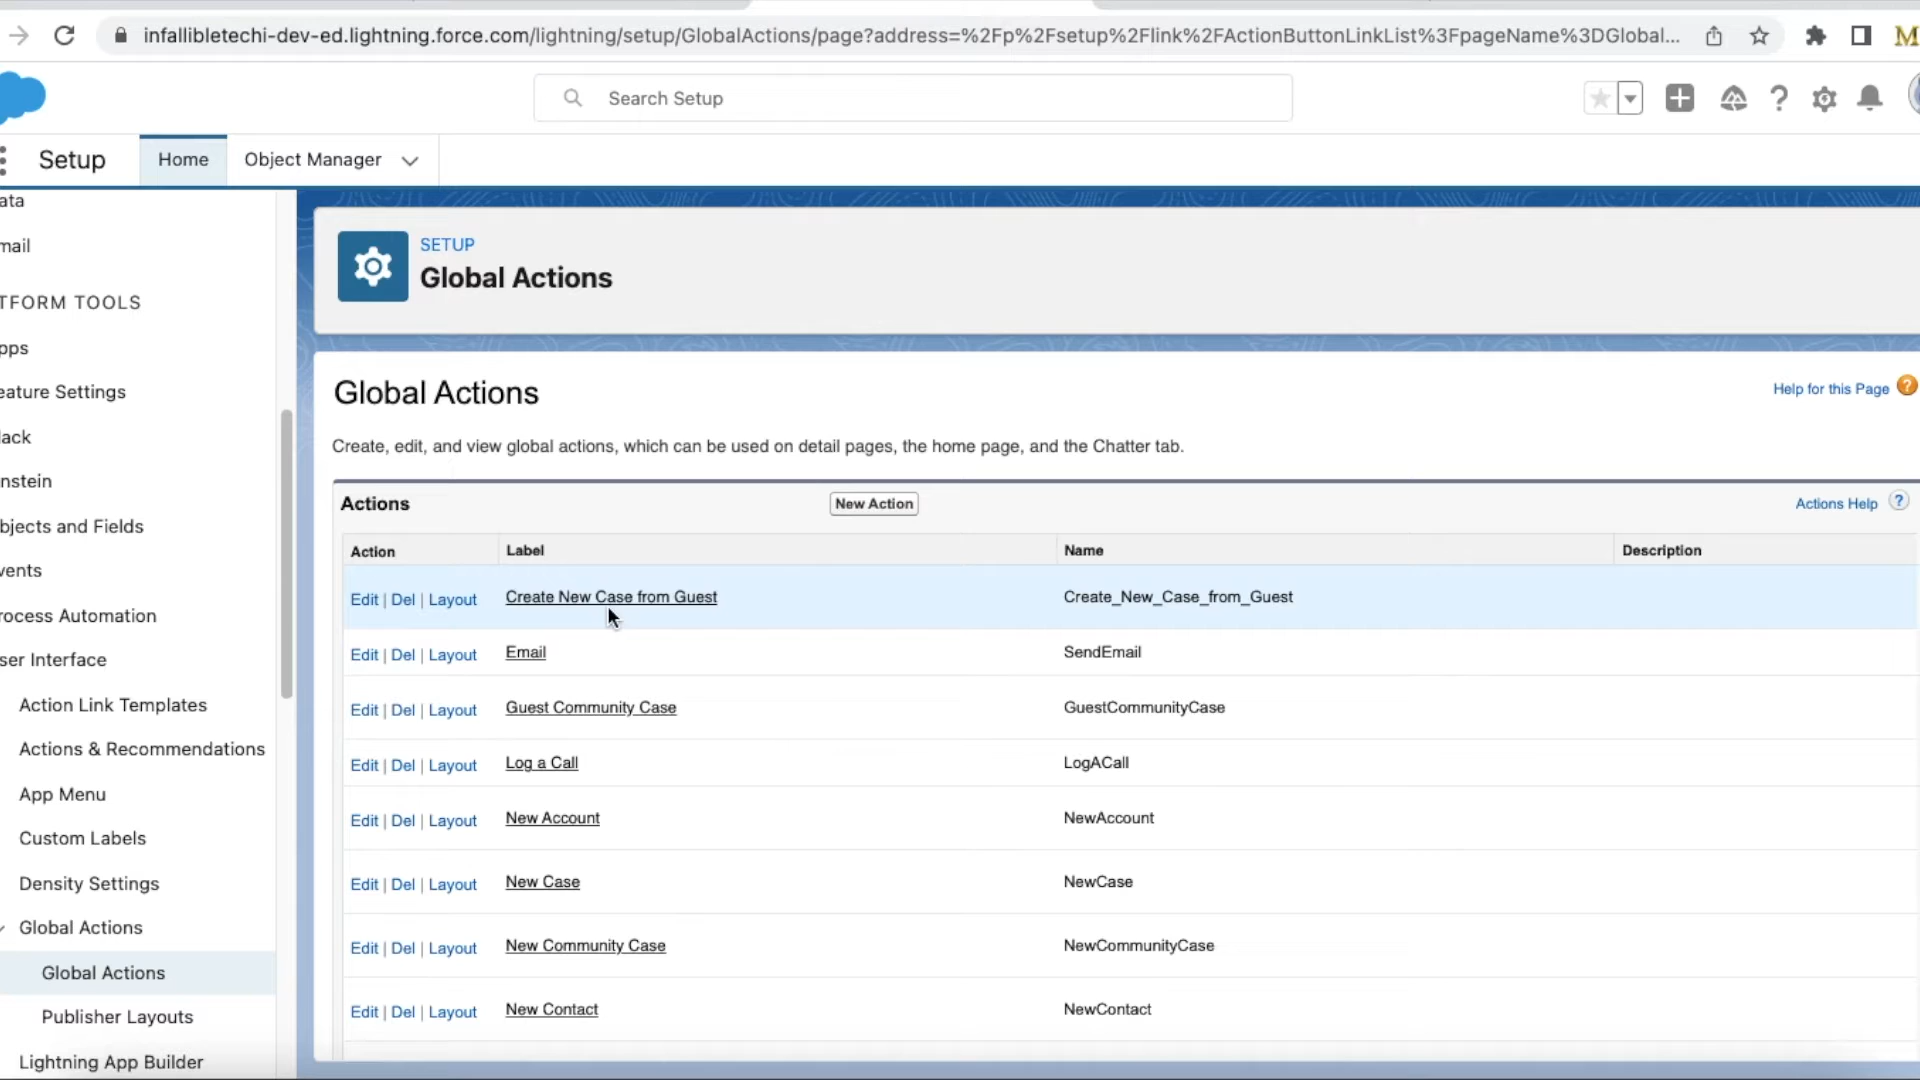 infallibletechi-dev-ed.lightning.force.com/lightning/setup/GlobalActions/page?address=%2Fp%2Fsetup%2Flink%2FActionButtonLinkList%3FpageName%3DGlobal...
M
Search Setup
Setup
Home
Object Manager
ata
mail
TFORM TOOLS
pps
eature Settings
lack
nstein
bjects and Fields
vents
rocess Automation
ser Interface
Action Link Templates
Actions & Recommendations
App Menu
Custom Labels
Density Settings
Global Actions
Global Actions
Publisher Layouts
Lightning App Builder
SETUP
Global Actions
Global Actions
Help for this Page ?
Create, edit, and view global actions, which can be used on detail pages, the home page, and the Chatter tab.
Actions
New Action
Actions Help ?
Action Label Name Description
Edit | Del | Layout Create New Case from Guest Create_New_Case_from_Guest
Edit | Del | Layout Email SendEmail
Edit | Del | Layout Guest Community Case GuestCommunityCase
Edit | Del | Layout Log a Call LogACall
Edit | Del | Layout New Account NewAccount
Edit | Del | Layout New Case NewCase
Edit | Del | Layout New Community Case NewCommunityCase
Edit | Del | Layout New Contact NewContact